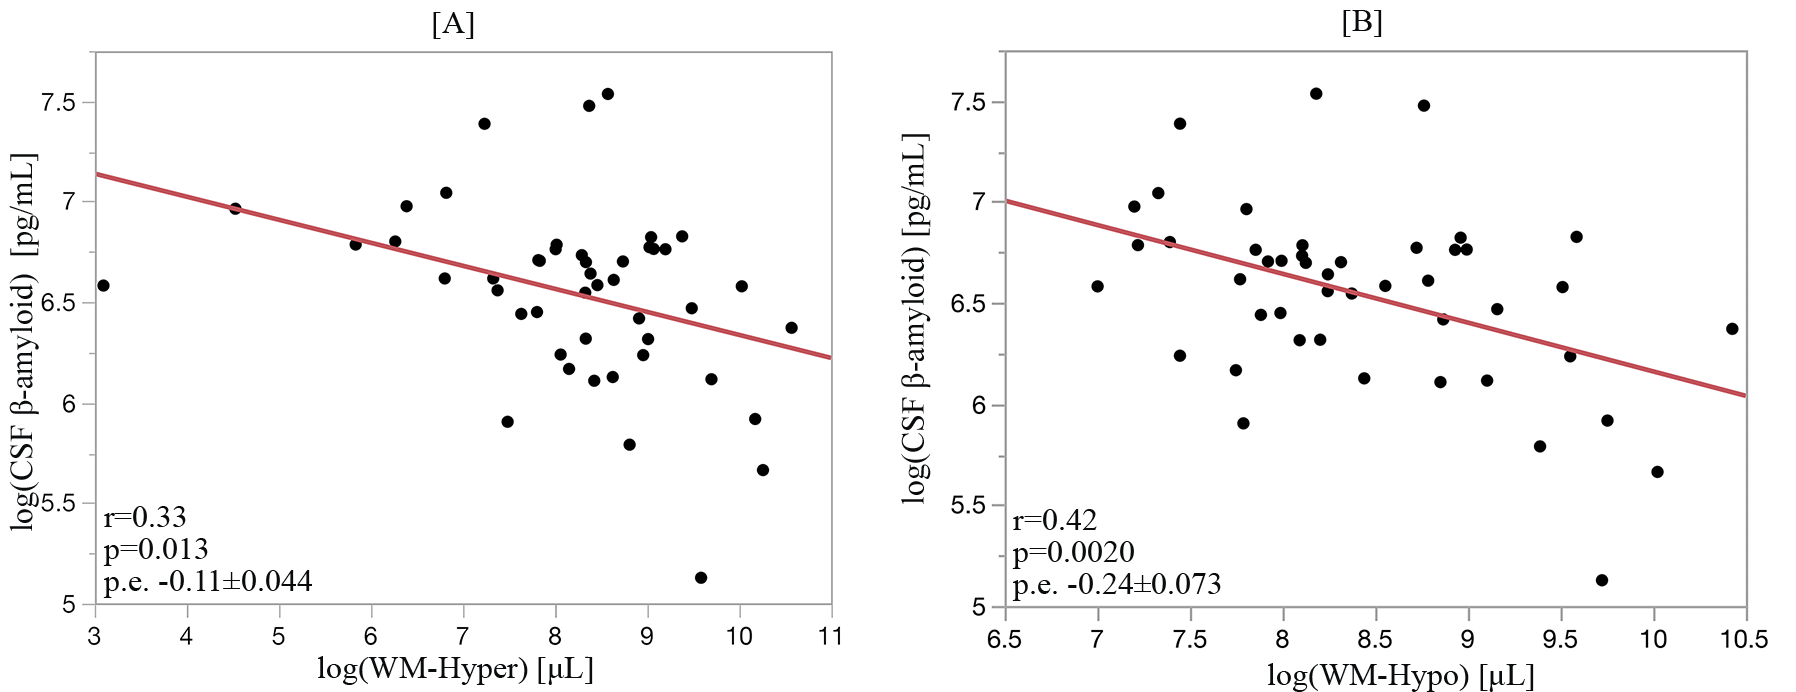 [A]
log(CSF β-amyloid) [pg/mL]
7.5
7
6.5
6
5.5
5
r=0.33
p=0.013
p.e. -0.11±0.044
3 4 5 6 7 8 9 10 11
log(WM-Hyper) [μL]
[B]
log(CSF β-amyloid) [pg/mL]
7.5
7
6.5
6
5.5
5
r=0.42
p=0.0020
p.e. -0.24±0.073
6.5 7 7.5 8 8.5 9 9.5 10 10.5
log(WM-Hypo) [μL]